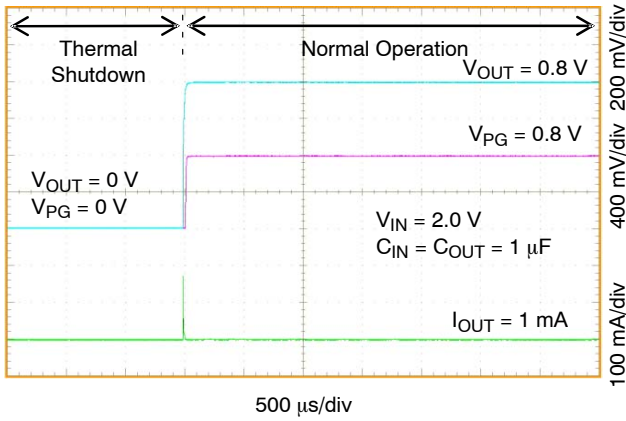 Thermal
Shutdown
Normal Operation
VOUT = 0.8 V
VPG = 0.8 V
VOUT = 0 V
VPG = 0 V
VIN = 2.0 V
CIN = COUT = 1 μF
IOUT = 1 mA
200 mV/div
400 mV/div
100 mA/div
500 μs/div